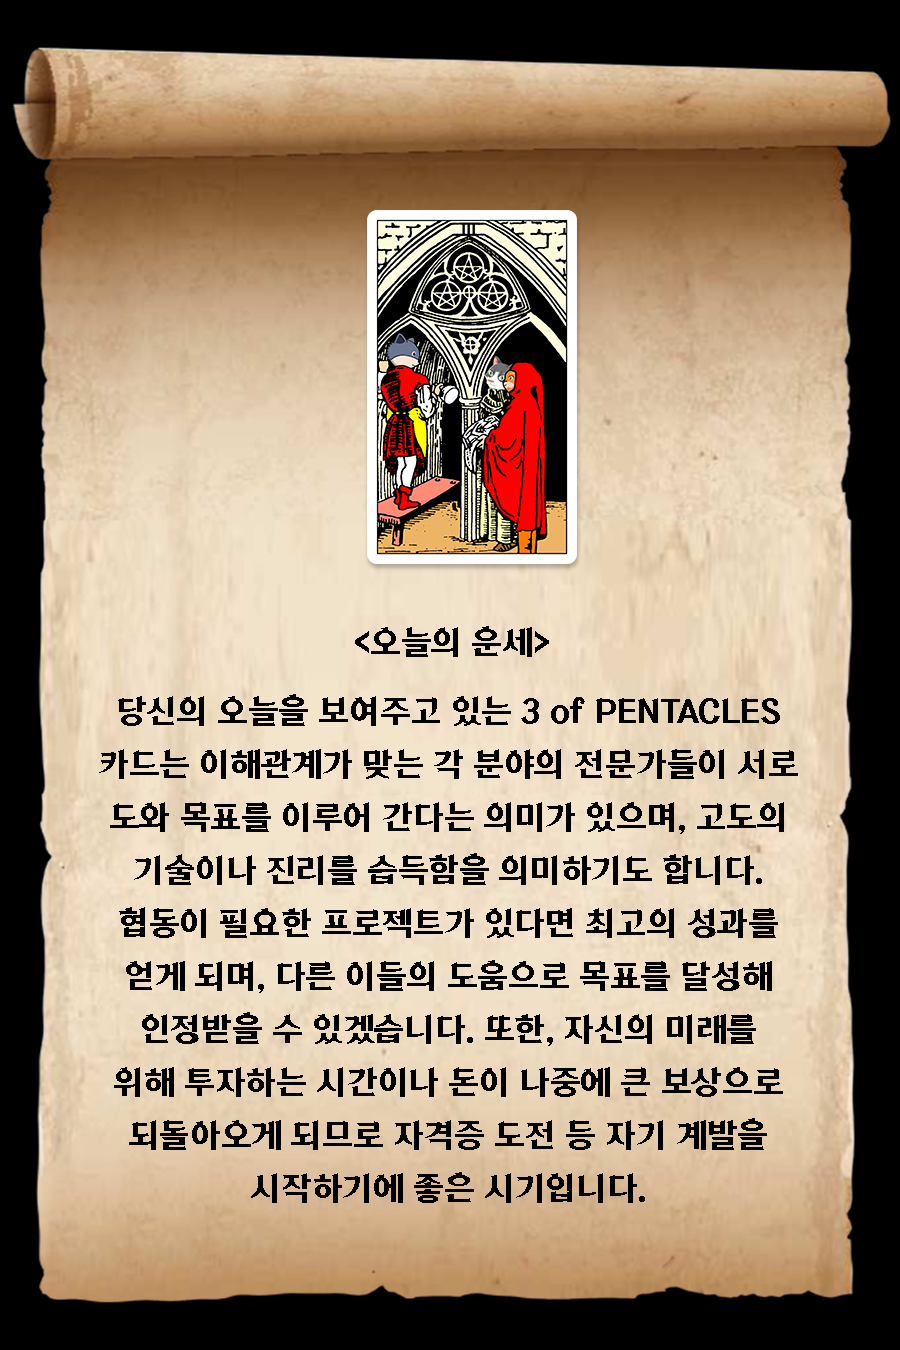 <오늘의 운세>
당신의 오늘을 보여주고 있는 3 of PENTACLES
카드는 이해관계가 맞는 각 분야의 전문가들이 서로
도와 목표를 이루어 간다는 의미가 있으며, 고도의
기술이나 진리를 습득함을 의미하기도 합니다.
협동이 필요한 프로젝트가 있다면 최고의 성과를
얻게 되며, 다른 이들의 도움으로 목표를 달성해
인정받을 수 있겠습니다. 또한, 자신의 미래를
위해 투자하는 시간이나 돈이 나중에 큰 보상으로
되돌아오게 되므로 자격증 도전 등 자기 계발을
시작하기에 좋은 시기입니다.